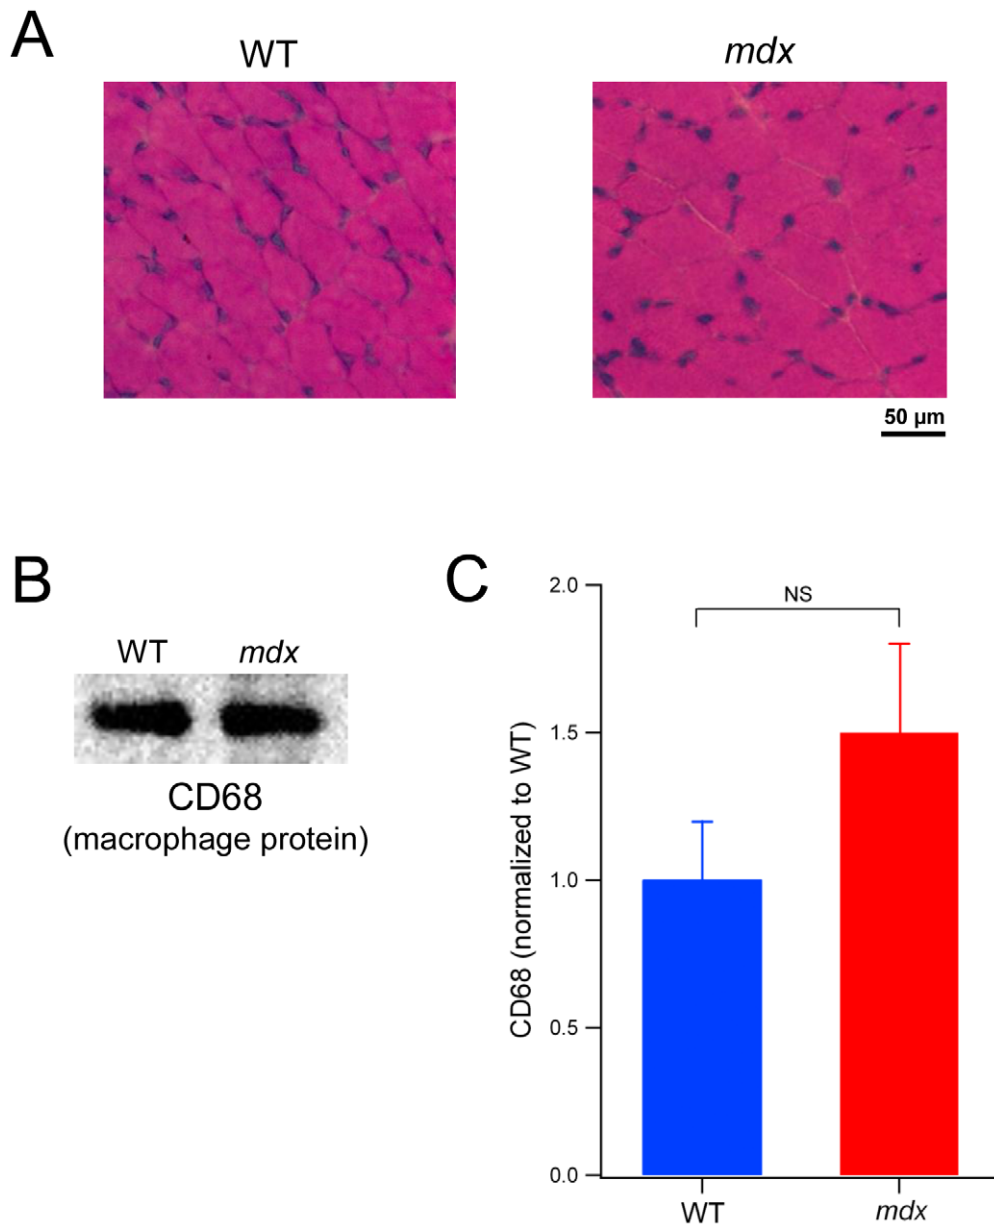 A
WT
mdx
50 µm
B
WT
mdx
CD68
(macrophage protein)
C
CD68 (normalized to WT)
2.0
1.5
1.0
0.5
0.0
NS
WT
mdx